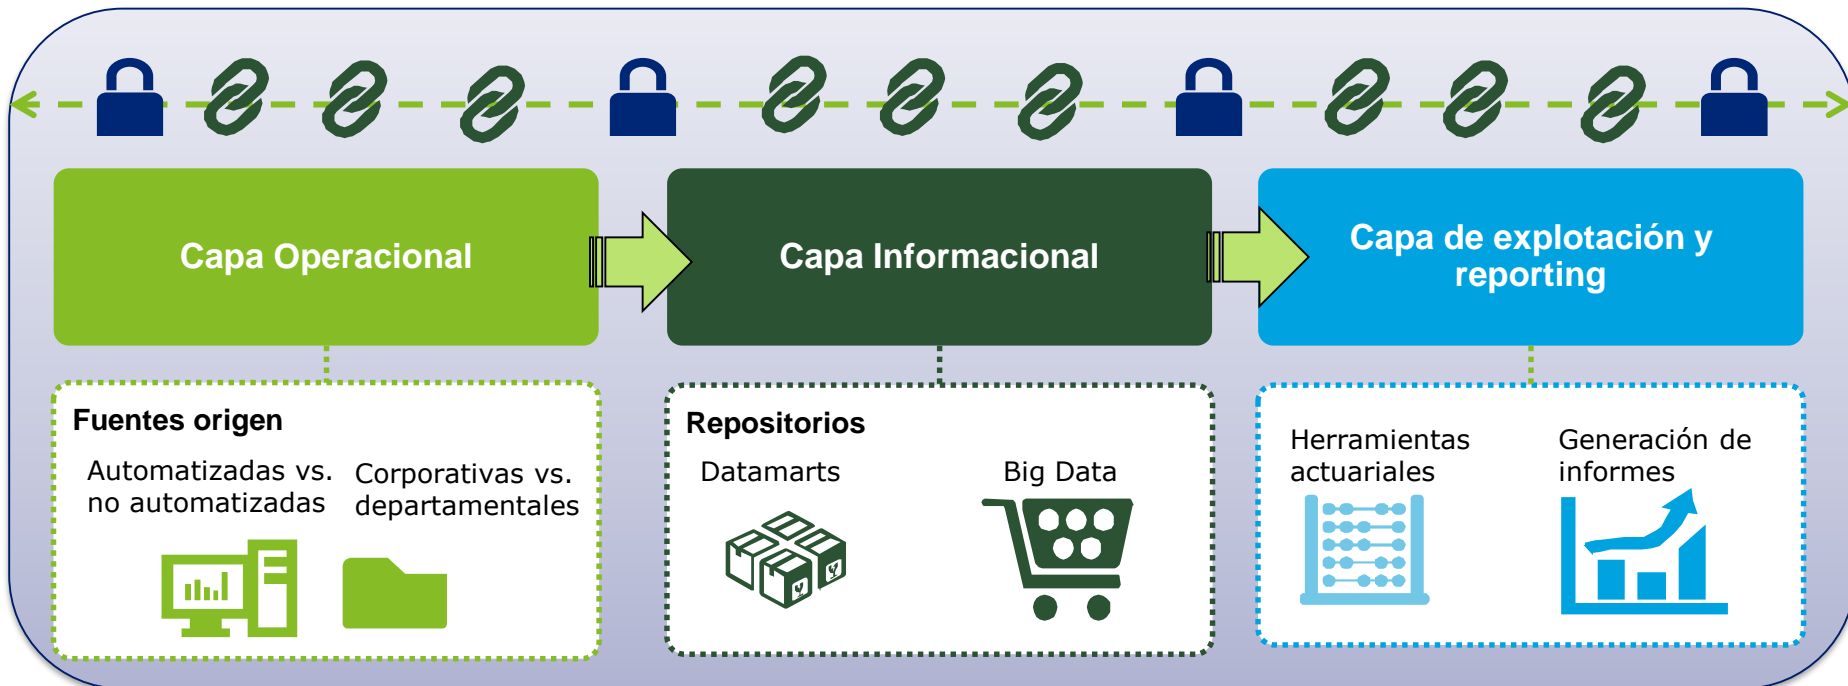 Capa Operacional
Capa Informacional
Capa de explotación y
reporting
Fuentes origen
Automatizadas vs.
no automatizadas
Corporativas vs.
departamentales
Repositorios
Datamarts
Big Data
Herramientas
actuariales
Generación de
informes